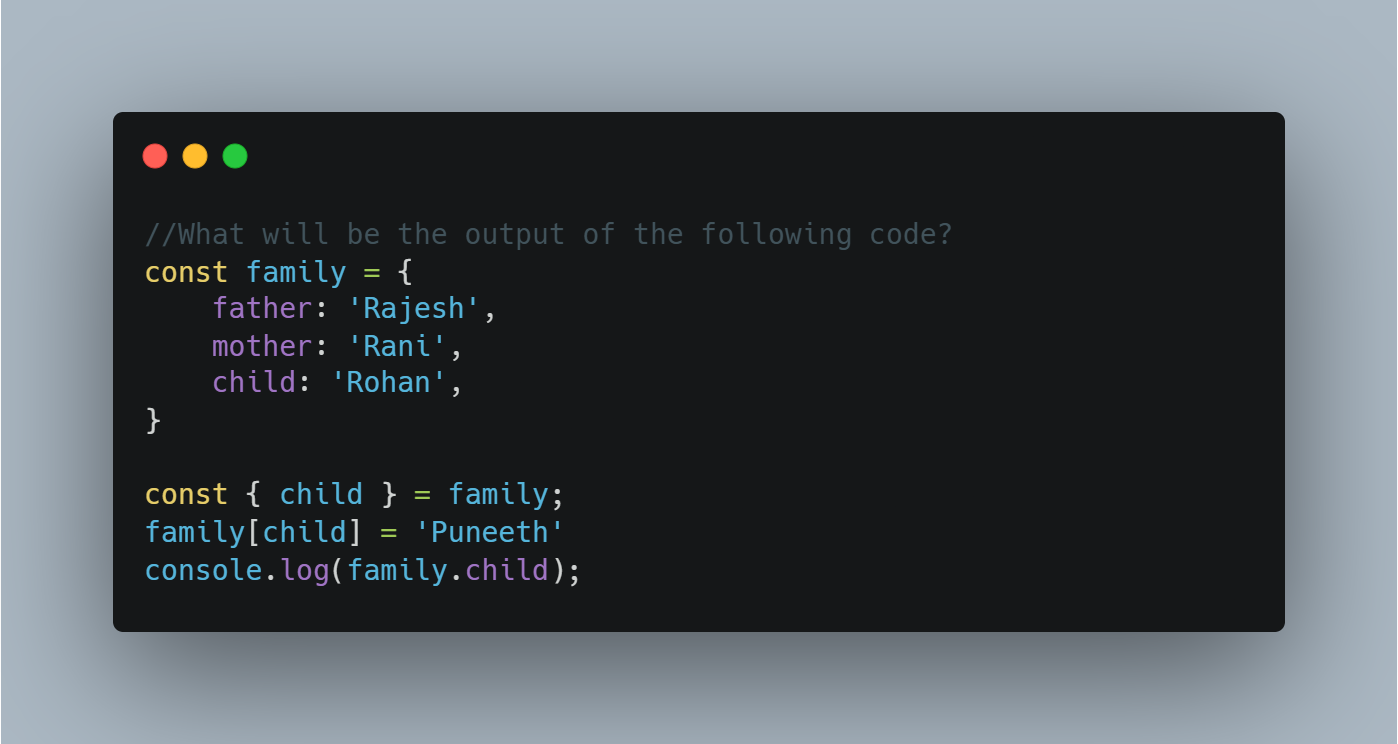 //What will be the output of the following code?
const family = {
    father: 'Rajesh',
    mother: 'Rani',
    child: 'Rohan',
}

const { child } = family;
family[child] = 'Puneeth'
console.log(family.child);